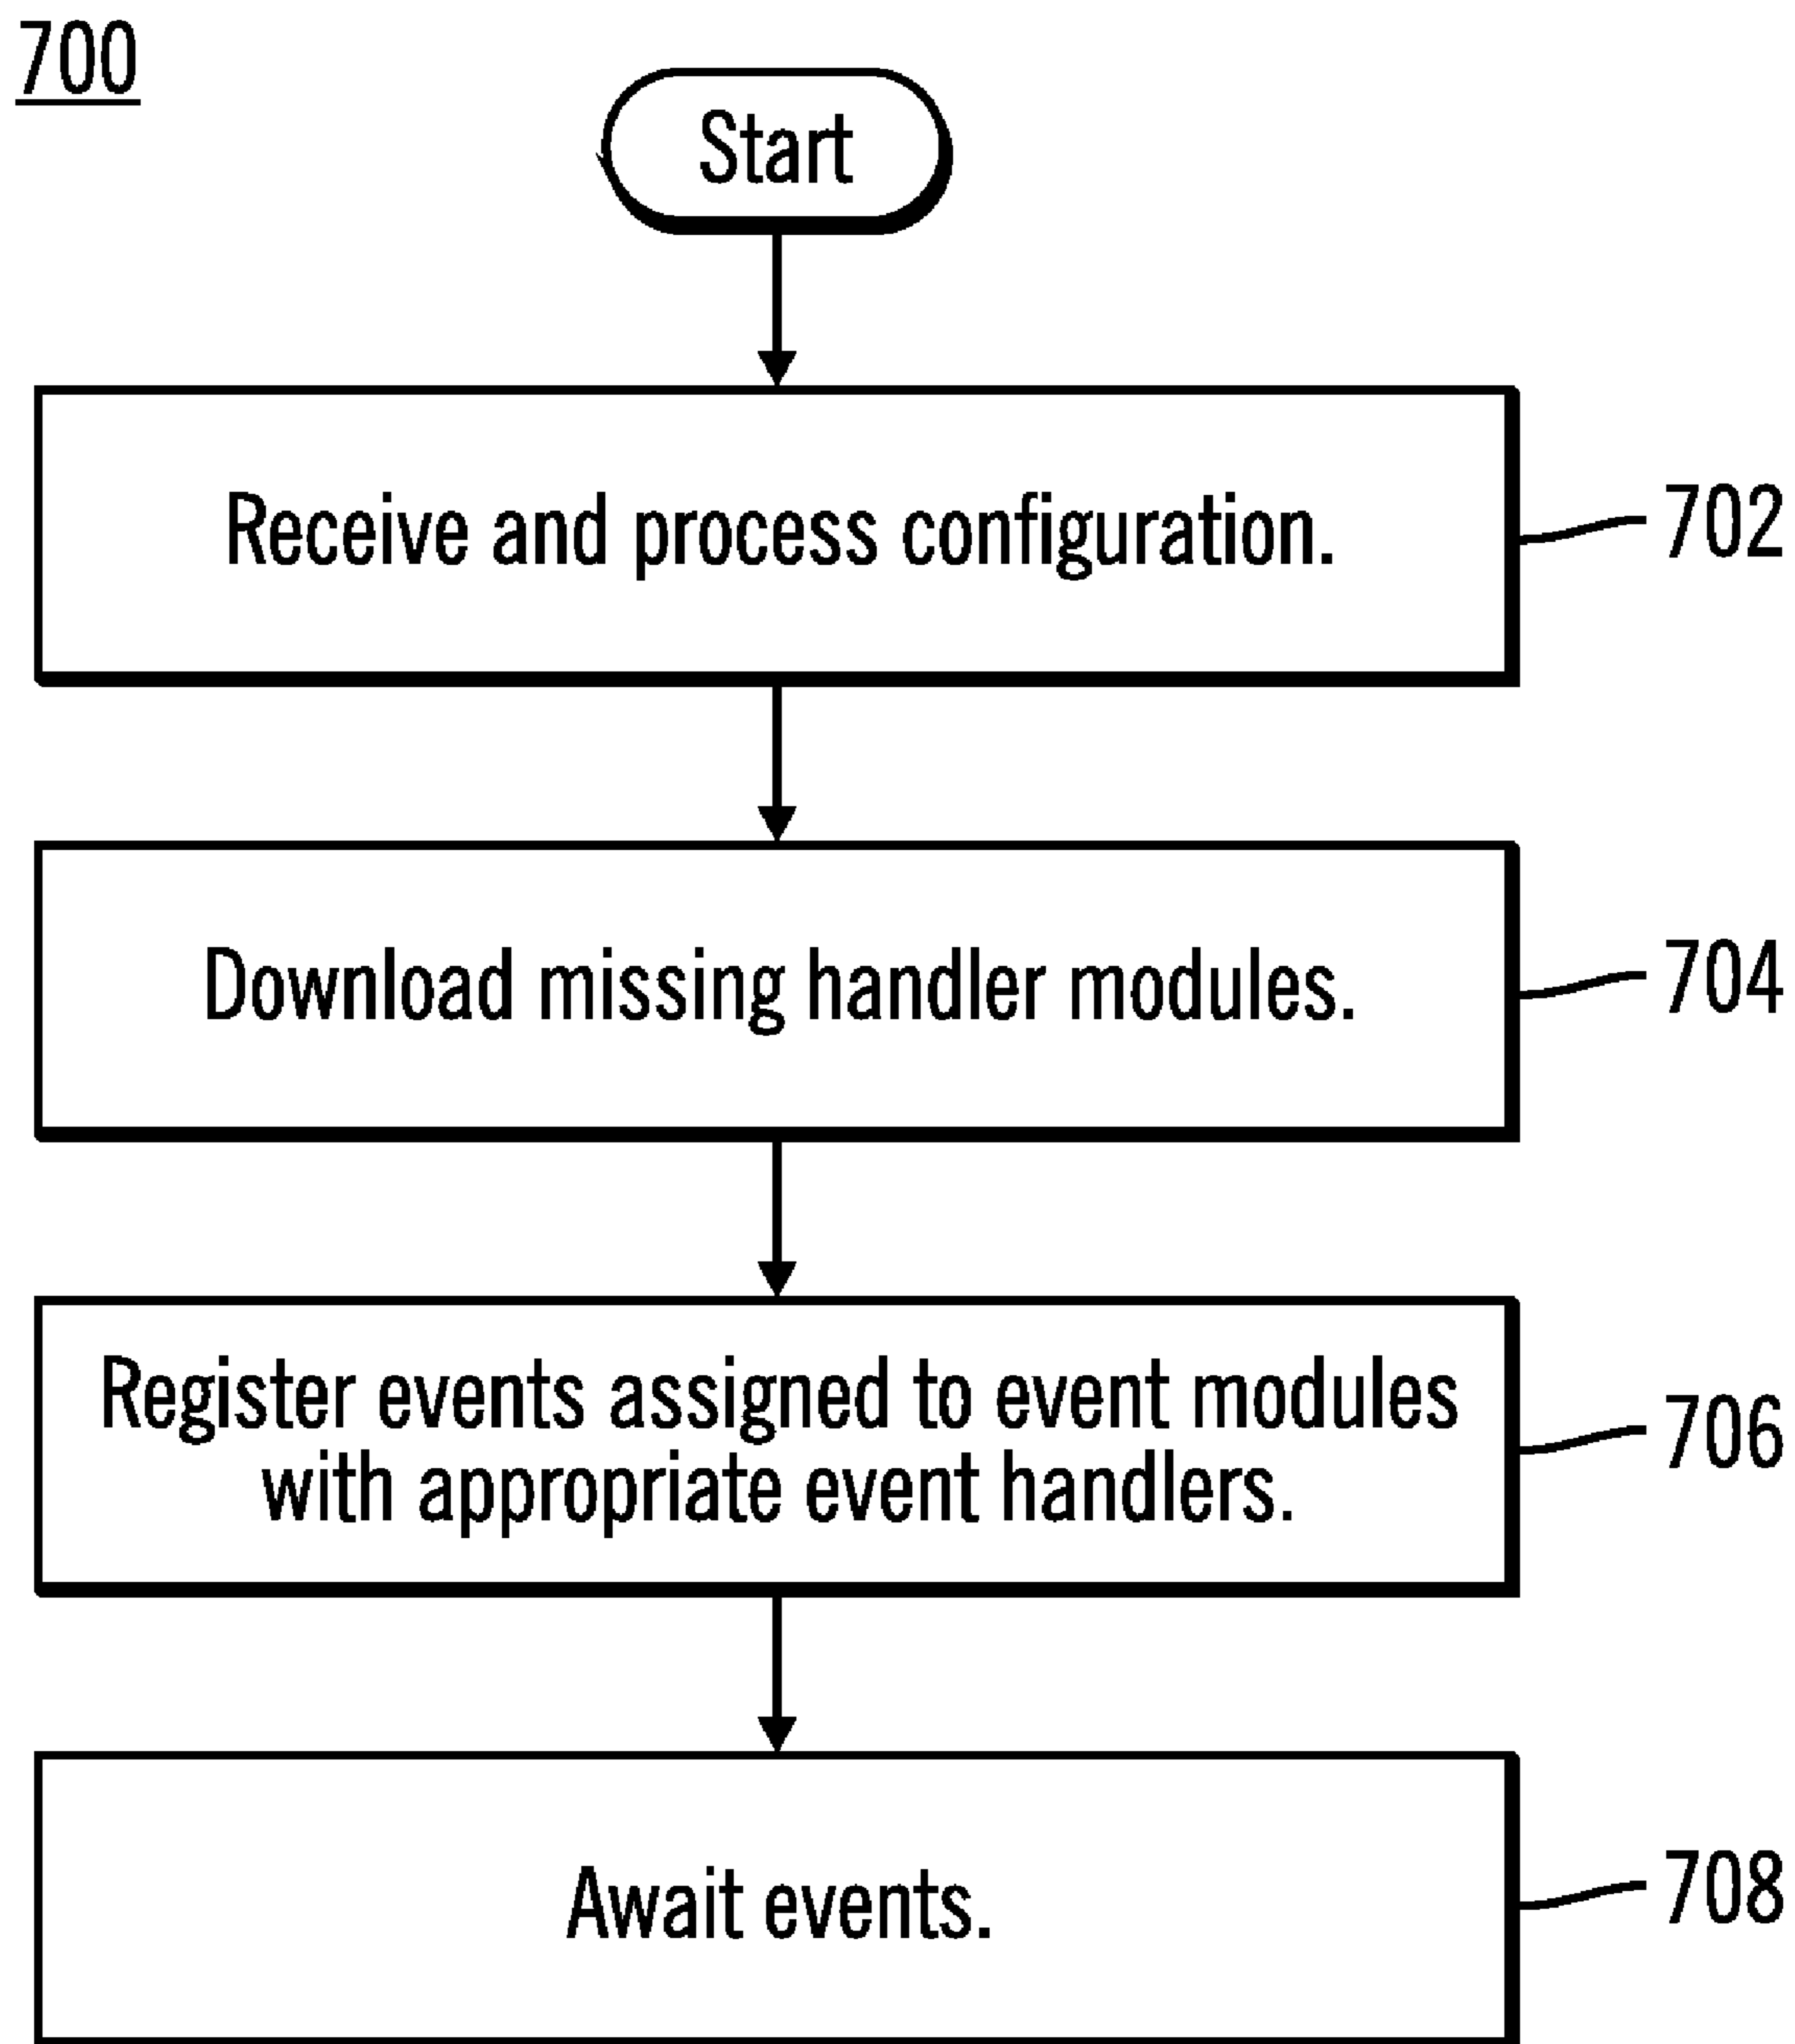 700
Start
Receive and process configuration.
702
Download missing handler modules.
704
Register events assigned to event modules
with appropriate event handlers.
706
Await events.
708